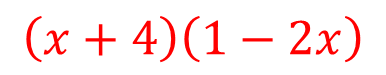 (x + 4)(1 − 2x)